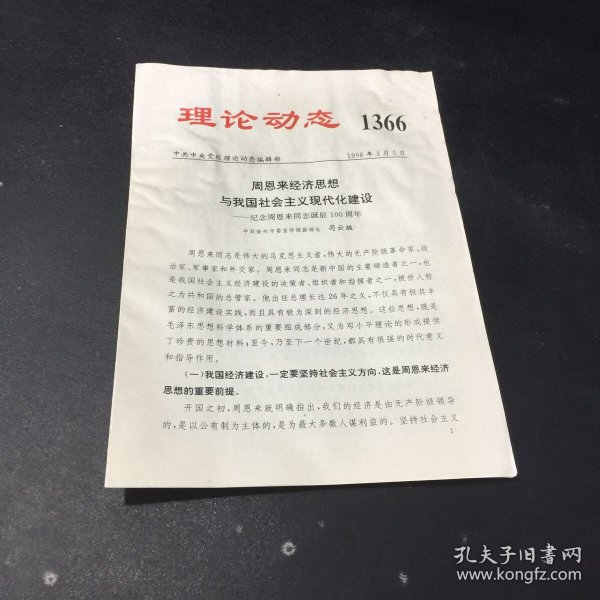 理论动态 1366
中共中央党校理论动态编辑部 1998年3月5日
周恩来经济思想
与我国社会主义现代化建设
——纪念周恩来同志诞辰100周年
中共徐州市委宣传部副部长 司云胜
周恩来同志是伟大的马克思主义者,伟大的无产阶级革命家、政
治家、军事家和外交家。周恩来同志是新中国的主要缔造者之一,也
是我国社会主义经济建设的决策者、组织者和指挥者之一,被世人称
之为共和国的总管家。他出任总理长达26年之久,不仅具有极其丰
富的经济建设实践,而且具有极为深刻的经济思想。这些思想,既是
毛泽东思想科学体系的重要组成部分,又为邓小平理论的形成提供
了珍贵的思想材料;至今,乃至下一个世纪,都具有很强的时代意义
和指导作用。
(一)我国经济建设,一定要坚持社会主义方向,这是周恩来经济
思想的重要前提。
开国之初,周恩来就明确指出,我们的经济是由无产阶级领导
的,是以公有制为主体的,是为最大多数人谋利益的。坚持社会主义
1
孔夫子旧書网
www.kongfz.com